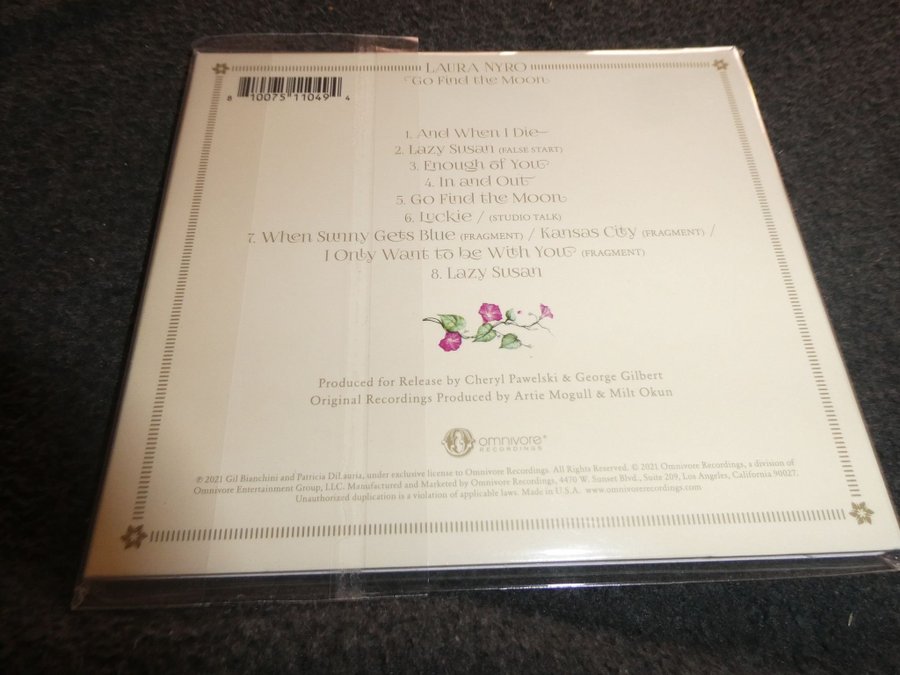 LAURA NYRO
Go Find the Moon
8 10075 11049 4
1. And When I Die
2. Lazy Susan (FALSE START)
3. Enough of You
4. In and Out
5. Go Find the Moon
6. Luckie / (STUDIO TALK)
7. When Sunny Gets Blue (FRAGMENT) / Kansas City (FRAGMENT) /
I Only Want to be With You (FRAGMENT)
8. Lazy Susan
Produced for Release by Cheryl Pawelski & George Gilbert
Original Recordings Produced by Artie Mogull & Milt Okun
omnivore
RECORDINGS
℗ 2021 Gil Bianchini and Patricia DiLauria, under exclusive license to Omnivore Recordings. All Rights Reserved. © 2021 Omnivore Recordings, a division of
Omnivore Entertainment Group, LLC. Manufactured and Marketed by Omnivore Recordings, 4470 W. Sunset Blvd., Suite 209, Los Angeles, California 90027.
Unauthorized duplication is a violation of applicable laws. Made in U.S.A. www.omnivorerecordings.com